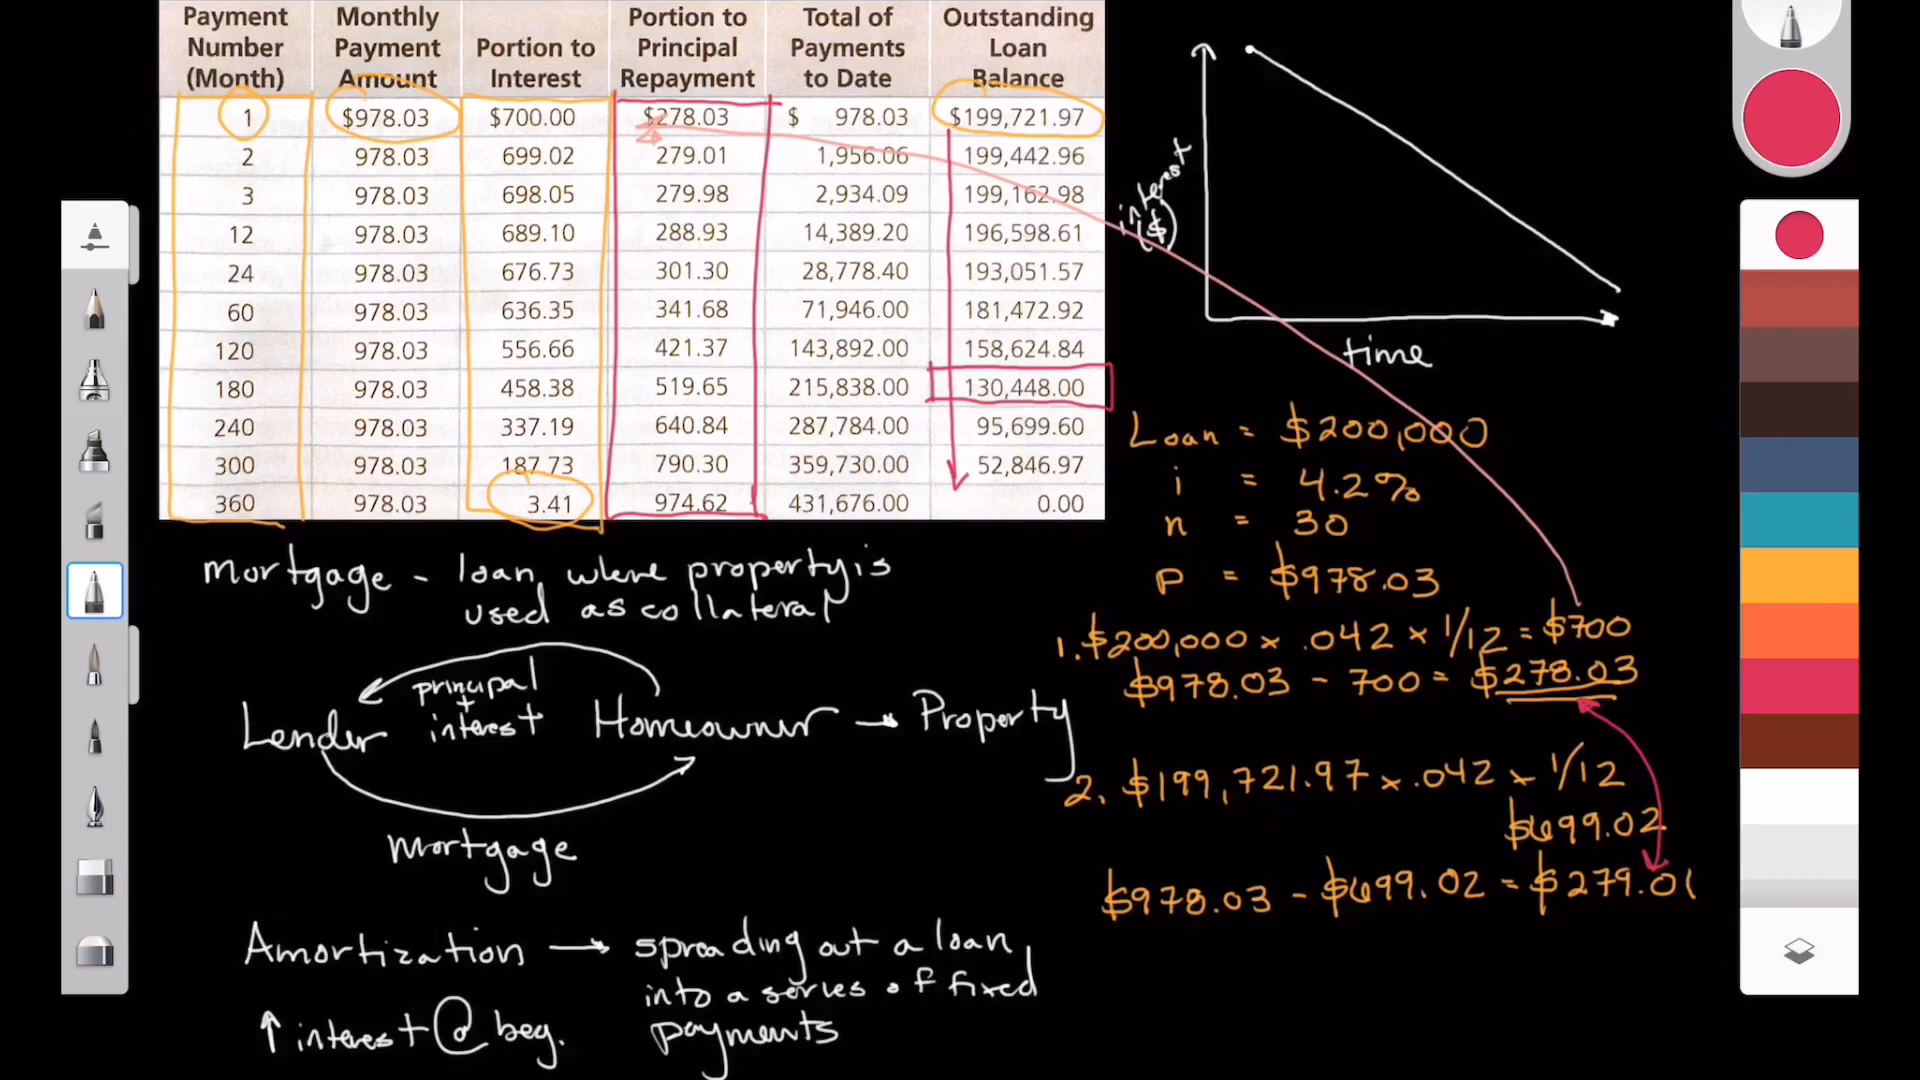 Payment Number (Month) Monthly Payment Amount Portion to Interest Portion to Principal Repayment Total of Payments to Date Outstanding Loan Balance
1 $978.03 $700.00 $278.03 $ 978.03 $199,721.97
2 978.03 699.02 279.01 1,956.06 199,442.96
3 978.03 698.05 279.98 2,934.09 199,162.98
12 978.03 689.10 288.93 14,389.20 196,598.61
24 978.03 676.73 301.30 28,778.40 193,051.57
60 978.03 636.35 341.68 71,946.00 181,472.92
120 978.03 556.66 421.37 143,892.00 158,624.84
180 978.03 458.38 519.65 215,838.00 130,448.00
240 978.03 337.19 640.84 287,784.00 95,699.60
300 978.03 187.73 790.30 359,730.00 52,846.97
360 978.03 3.41 974.62 431,676.00 0.00
interest
($)
time
Loan = $200,000
i = 4.2%
n = 30
P = $978.03
1. $200,000 x .042 x 1/12 = $700
$978.03 - 700 = $278.03
2. $199,721.97 x .042 x 1/12
$699.02
$978.03 - $699.02 = $279.01
mortgage - loan where property is
used as collateral
principal
+
interest
Lender Homeowner → Property
mortgage
Amortization → spreading out a loan
into a series of fixed
payments
↑ interest @ beg.